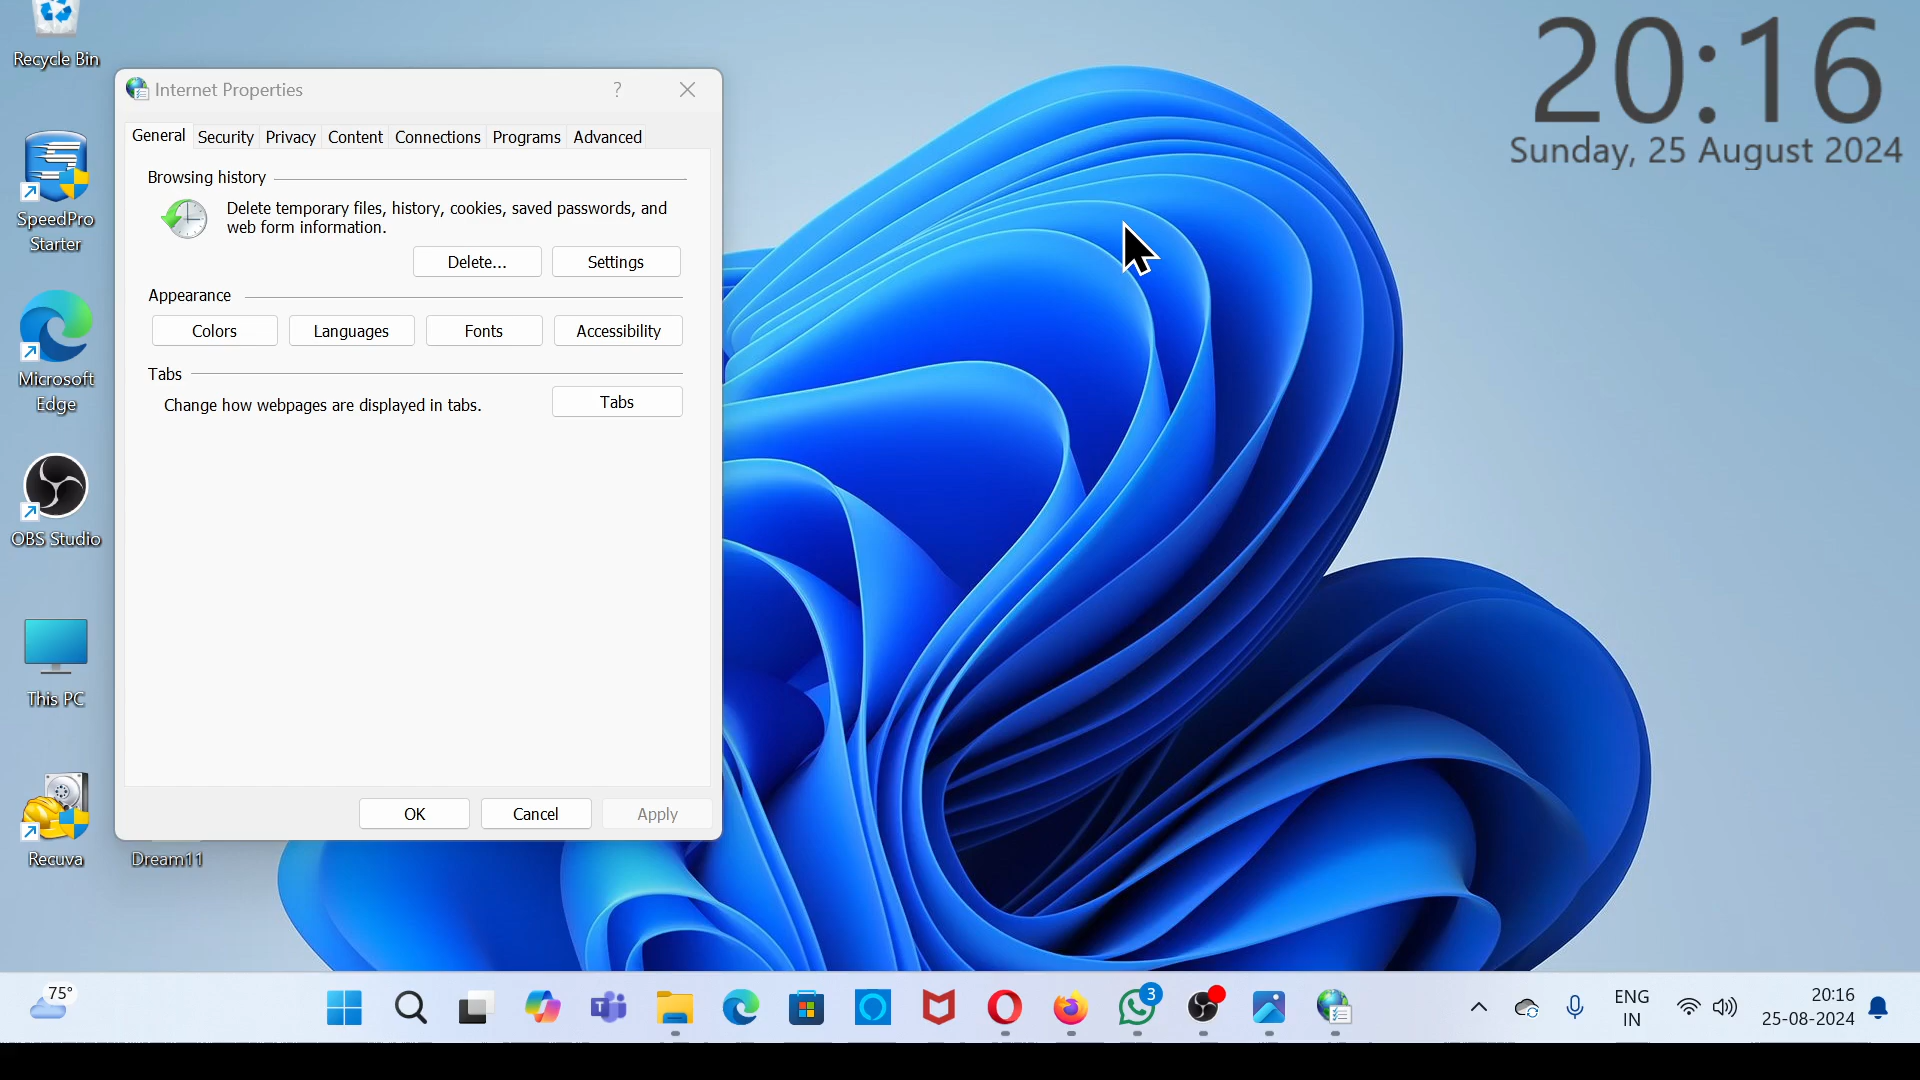 Recycle Bin
SpeedPro
Starter
Microsoft
Edge
OBS Studio
This PC
Recuva
Dream11
Internet Properties
?
General Security Privacy Content Connections Programs Advanced
Browsing history
Delete temporary files, history, cookies, saved passwords, and
web form information.
Delete... Settings
Appearance
Colors Languages Fonts Accessibility
Tabs
Change how webpages are displayed in tabs.
Tabs
OK Cancel Apply
20:16
Sunday, 25 August 2024
75°
3
ENG
IN
20:16
25-08-2024